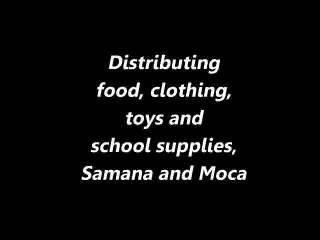 Distributing
food, clothing,
toys and
school supplies,
Samana and Moca